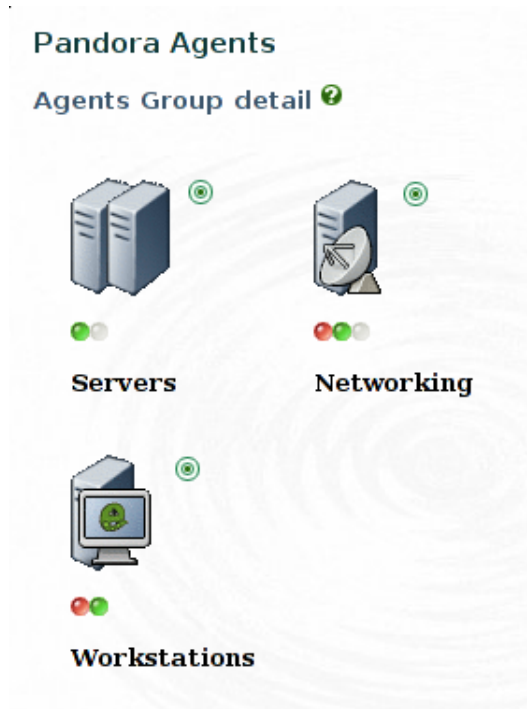 Pandora Agents
Agents Group detail ?
Servers
Networking
Workstations